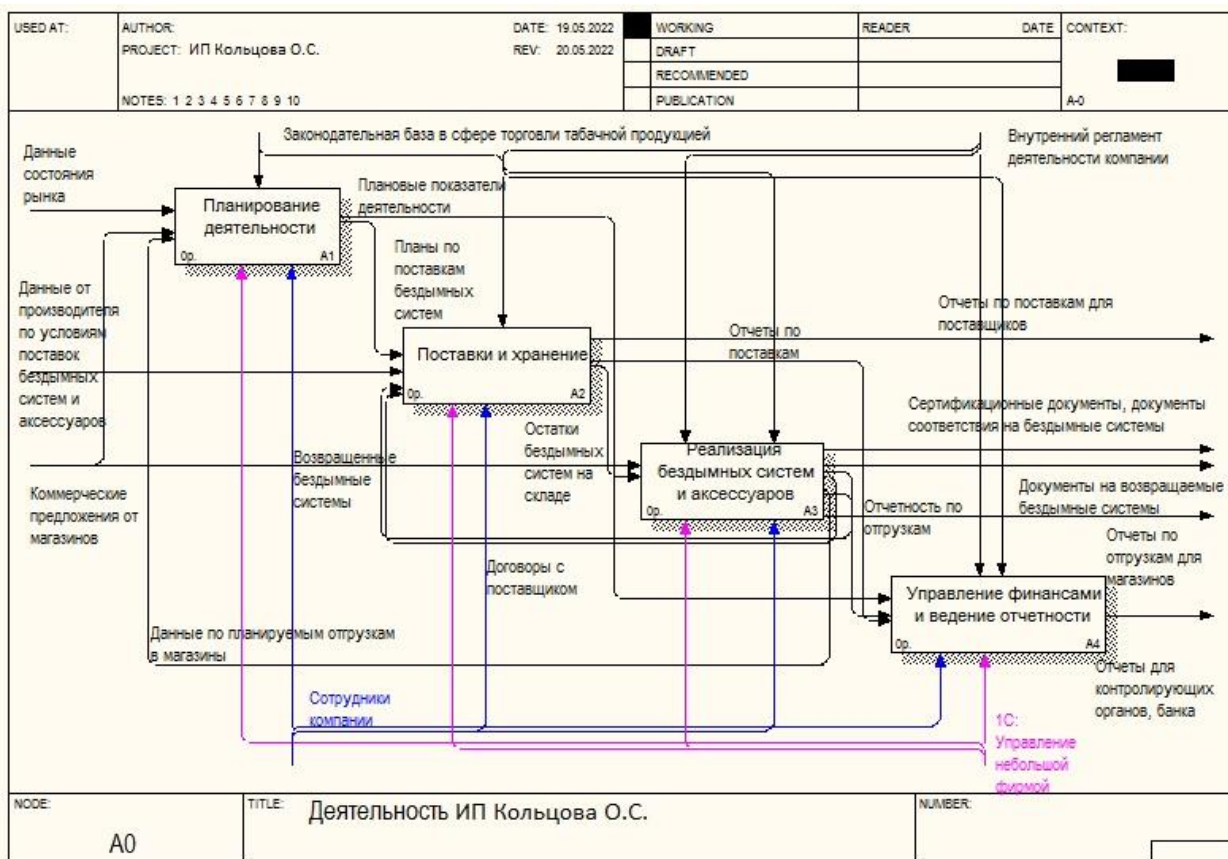 USED AT:
AUTHOR:
DATE: 19.05.2022
PROJECT: ИП Кольцова О.С.
REV: 20.05.2022
NOTES: 1 2 3 4 5 6 7 8 9 10
WORKING
DRAFT
RECOMMENDED
PUBLICATION
READER
DATE
CONTEXT:
A-0
Законодательная база в сфере торговли табачной продукцией
Внутренний регламент
деятельности компании
Данные
состояния
рынка
Планирование
деятельности
0р.
A1
Плановые показатели
деятельности
Планы по
поставкам
бездымных
систем
Данные от
производителя
по условиям
поставок
бездымных
систем и
аксессуаров
Поставки и хранение
0р.
A2
Отчеты по
поставкам
Отчеты по поставкам для
поставщиков
Сертификационные документы, документы
соответствия на бездымные системы
Остатки
бездымных
систем на
складе
Возвращенные
бездымные
системы
Реализация
бездымных систем
и аксессуаров
0р.
A3
Коммерческие
предложения от
магазинов
Документы на возвращаемые
бездымные системы
Отчетность по
отгрузкам
Отчеты по
отгрузкам для
магазинов
Договоры с
поставщиком
Управление финансами
и ведение отчетности
0р.
A4
Данные по планируемым отгрузкам
в магазины
Отчеты для
контролирующих
органов, банка
Сотрудники
компании
1С:
Управление
небольшой
фирмой
NODE:
A0
TITLE:
Деятельность ИП Кольцова О.С.
NUMBER: